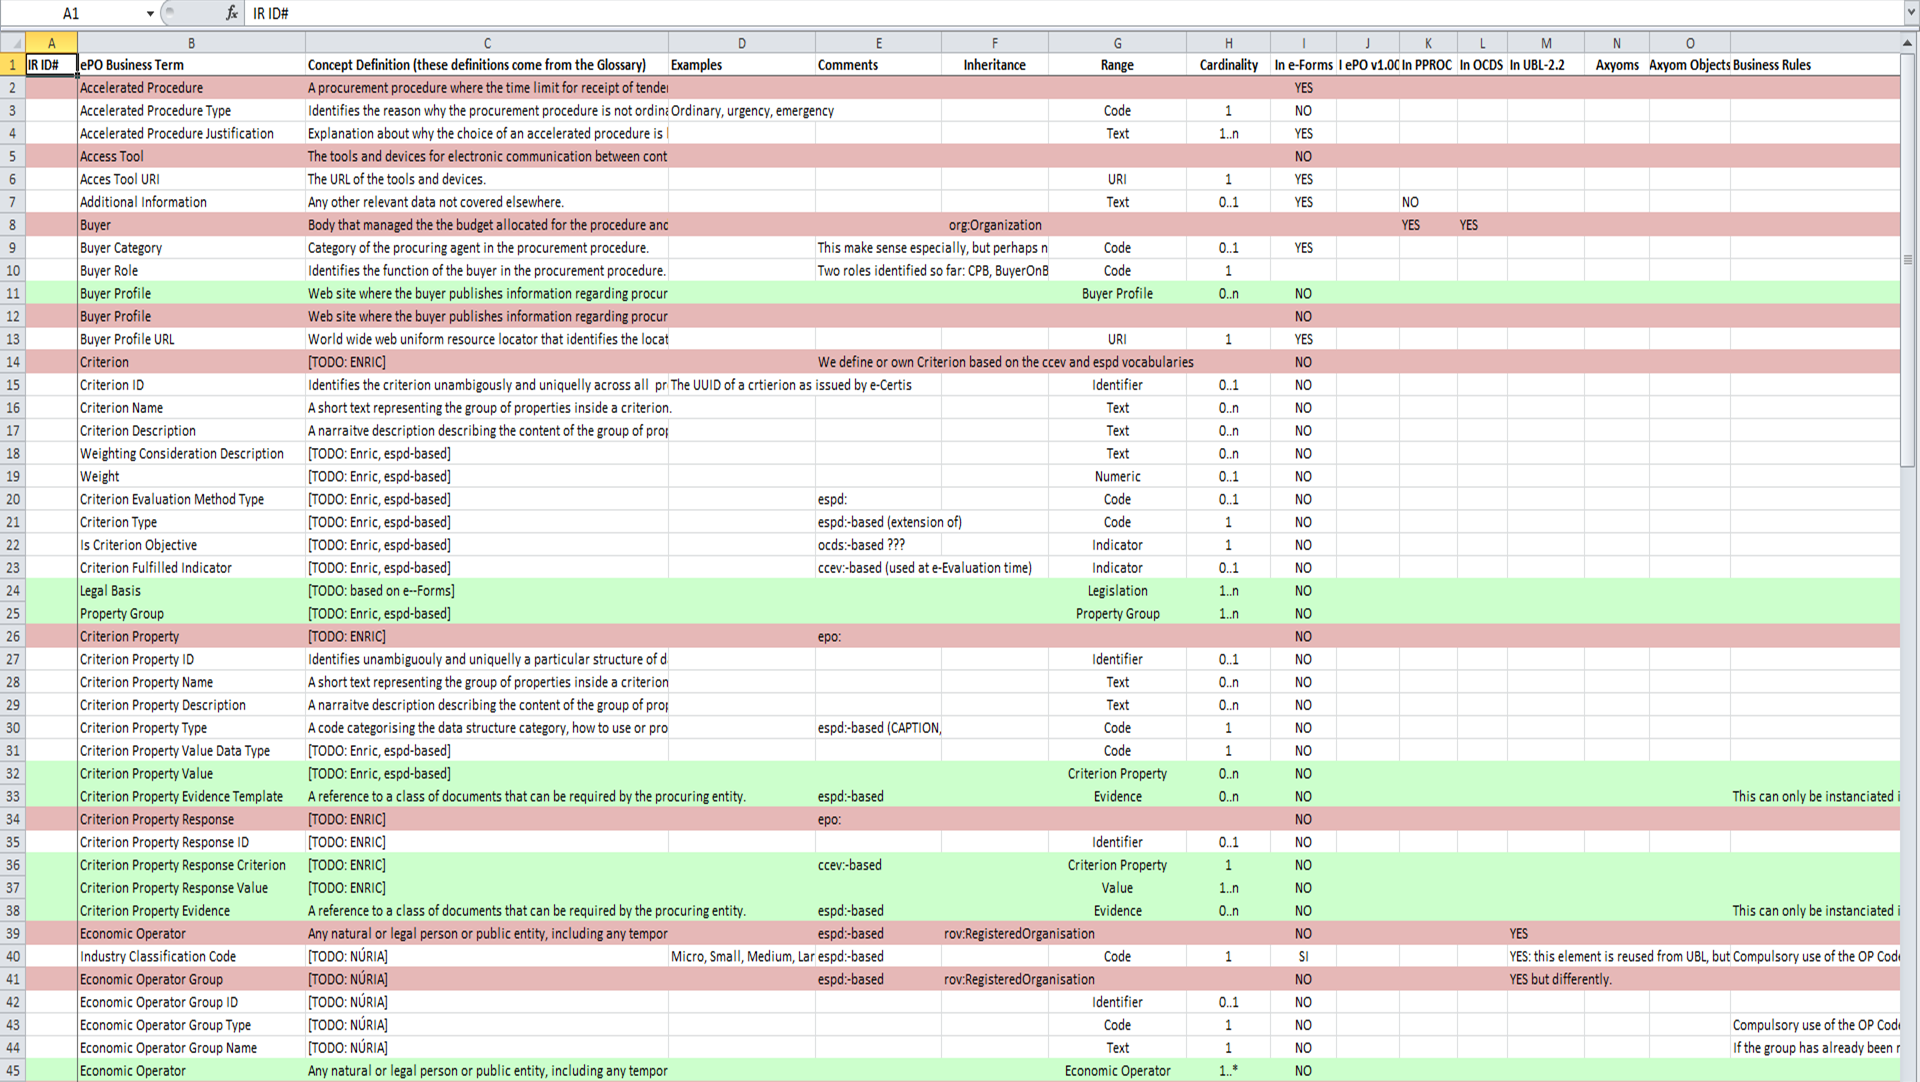 A1 fx IR ID#
A B C D E F G H I J K L M N O
1 IR ID# ePO Business Term Concept Definition (these definitions come from the Glossary) Examples Comments Inheritance Range Cardinality In e-Forms I ePO v1.00 In PPROC In OCDS In UBL-2.2 Axyoms Axyom Objects Business Rules
2 Accelerated Procedure A procurement procedure where the time limit for receipt of tende YES
3 Accelerated Procedure Type Identifies the reason why the procurement procedure is not ordina Ordinary, urgency, emergency Code 1 NO
4 Accelerated Procedure Justification Explanation about why the choice of an accelerated procedure is Text 1..n YES
5 Access Tool The tools and devices for electronic communication between cont NO
6 Acces Tool URI The URL of the tools and devices. URI 1 YES
7 Additional Information Any other relevant data not covered elsewhere. Text 0..1 YES NO
8 Buyer Body that managed the the budget allocated for the procedure and org:Organization YES YES
9 Buyer Category Category of the procuring agent in the procurement procedure. This make sense especially, but perhaps n Code 0..1 YES
10 Buyer Role Identifies the function of the buyer in the procurement procedure. Two roles identified so far: CPB, BuyerOnB Code 1
11 Buyer Profile Web site where the buyer publishes information regarding procur Buyer Profile 0..n NO
12 Buyer Profile Web site where the buyer publishes information regarding procur NO
13 Buyer Profile URL World wide web uniform resource locator that identifies the locat URI 1 YES
14 Criterion [TODO: ENRIC] We define or own Criterion based on the ccev and espd vocabularies NO
15 Criterion ID Identifies the criterion unambigously and uniquelly across all pr The UUID of a crtierion as issued by e-Certis Identifier 0..1 NO
16 Criterion Name A short text representing the group of properties inside a criterion. Text 0..n NO
17 Criterion Description A narraitve description describing the content of the group of prop Text 0..n NO
18 Weighting Consideration Description [TODO: Enric, espd-based] Text 0..n NO
19 Weight [TODO: Enric, espd-based] Numeric 0..1 NO
20 Criterion Evaluation Method Type [TODO: Enric, espd-based] espd: Code 0..1 NO
21 Criterion Type [TODO: Enric, espd-based] espd:-based (extension of) Code 1 NO
22 Is Criterion Objective [TODO: Enric, espd-based] ocds:-based ??? Indicator 1 NO
23 Criterion Fulfilled Indicator [TODO: Enric, espd-based] ccev:-based (used at e-Evaluation time) Indicator 0..1 NO
24 Legal Basis [TODO: based on e--Forms] Legislation 1..n NO
25 Property Group [TODO: Enric, espd-based] Property Group 1..n NO
26 Criterion Property [TODO: ENRIC] epo: NO
27 Criterion Property ID Identifies unambiguouly and uniquelly a particular structure of d Identifier 0..1 NO
28 Criterion Property Name A short text representing the group of properties inside a criterion Text 0..n NO
29 Criterion Property Description A narraitve description describing the content of the group of prop Text 0..n NO
30 Criterion Property Type A code categorising the data structure category, how to use or pro espd:-based (CAPTION, Code 1 NO
31 Criterion Property Value Data Type [TODO: Enric, espd-based] Code 1 NO
32 Criterion Property Value [TODO: Enric, espd-based] Criterion Property 0..n NO
33 Criterion Property Evidence Template A reference to a class of documents that can be required by the procuring entity. espd:-based Evidence 0..n NO This can only be instanciated i
34 Criterion Property Response [TODO: ENRIC] epo: NO
35 Criterion Property Response ID [TODO: ENRIC] Identifier 0..1 NO
36 Criterion Property Response Criterion [TODO: ENRIC] ccev:-based Criterion Property 1 NO
37 Criterion Property Response Value [TODO: ENRIC] Value 1..n NO
38 Criterion Property Evidence A reference to a class of documents that can be required by the procuring entity. espd:-based Evidence 0..n NO This can only be instanciated i
39 Economic Operator Any natural or legal person or public entity, including any tempor espd:-based rov:RegisteredOrganisation NO YES
40 Industry Classification Code [TODO: NÚRIA] Micro, Small, Medium, Lar espd:-based Code 1 SI YES: this element is reused from UBL, but Compulsory use of the OP Code
41 Economic Operator Group [TODO: NÚRIA] espd:-based rov:RegisteredOrganisation NO YES but differently.
42 Economic Operator Group ID [TODO: NÚRIA] Identifier 0..1 NO
43 Economic Operator Group Type [TODO: NÚRIA] Code 1 NO Compulsory use of the OP Code
44 Economic Operator Group Name [TODO: NÚRIA] Text 1 NO If the group has already been r
45 Economic Operator Any natural or legal person or public entity, including any tempor Economic Operator 1..* NO